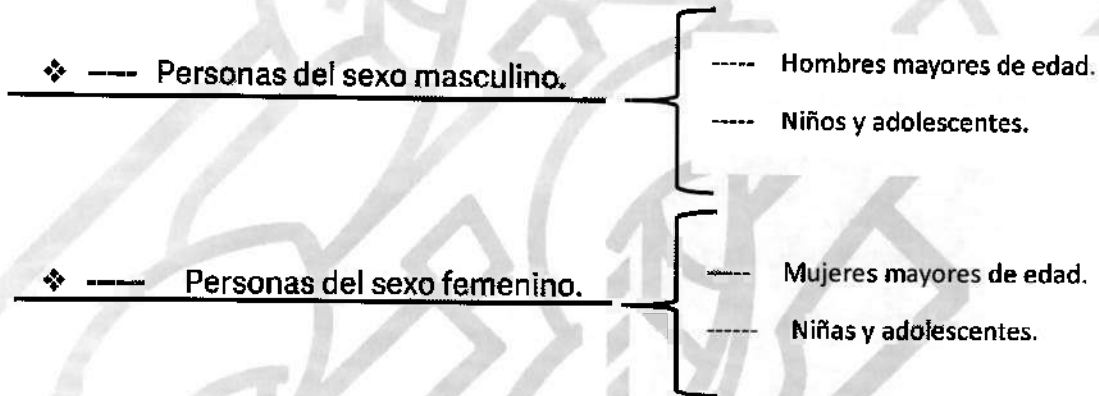 ❖ ---- Personas del sexo masculino.
----- Hombres mayores de edad.
----- Niños y adolescentes.
❖ ----- Personas del sexo femenino.
----- Mujeres mayores de edad.
------ Niñas y adolescentes.